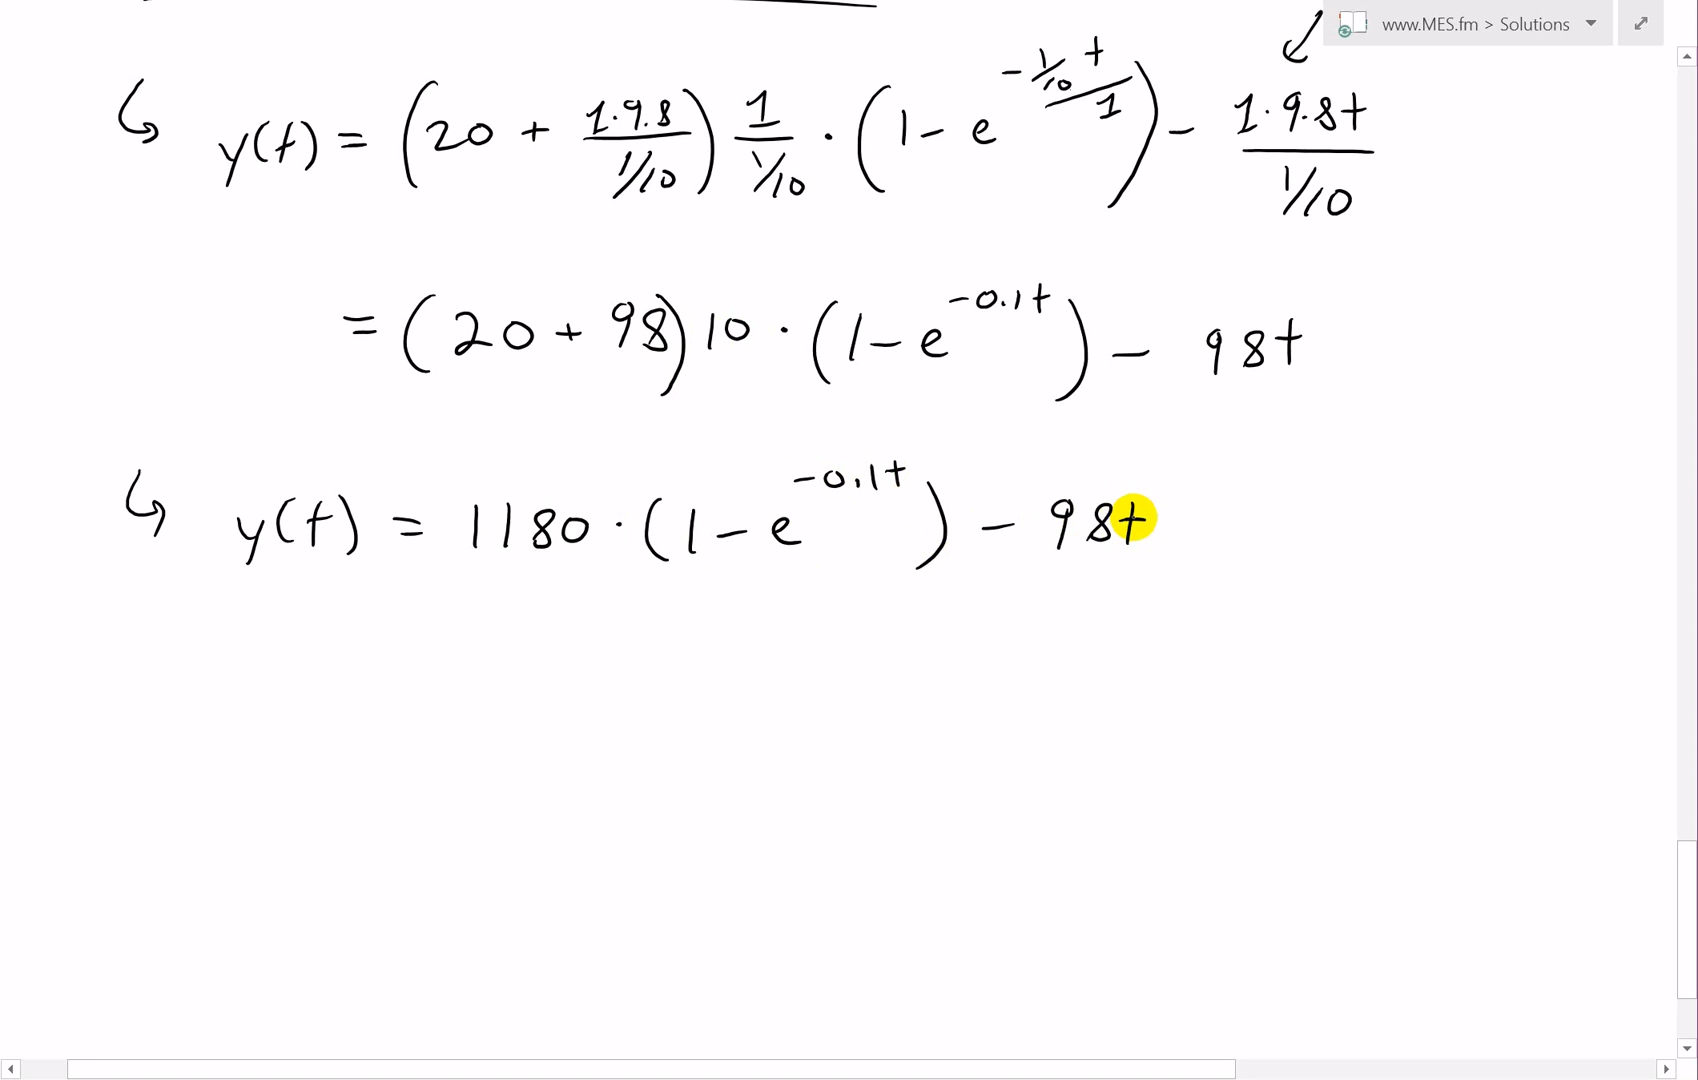 www.MES.fm > Solutions
↳ y(t) = (20 + 1·9.8/(1/10)) 1/(1/10) · (1 - e^(-(1/10)t/1)) - 1·9.8t/(1/10)
= (20 + 98)10 · (1 - e^(-0.1t)) - 98t
↳ y(t) = 1180 · (1 - e^(-0.1t)) - 98t